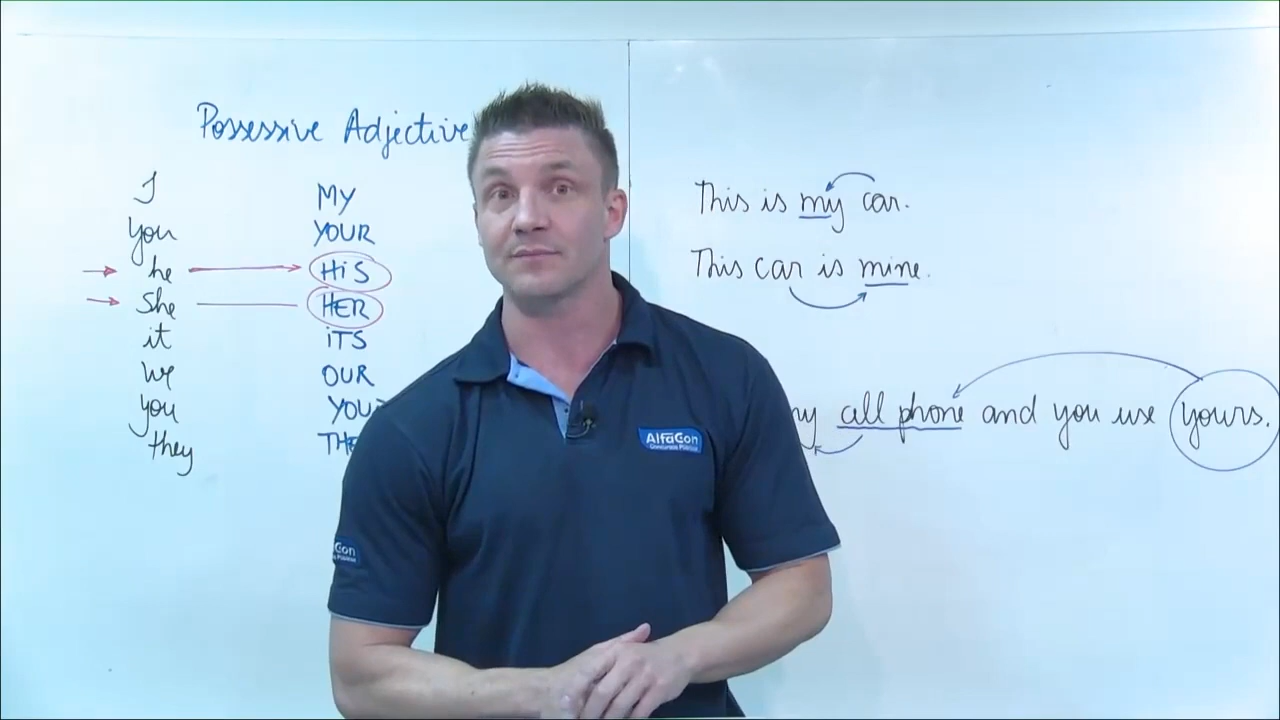 Possessive Adjective
I MY
you YOUR
he HiS
she HER
it iTS
we OUR
you YOU
they THE
This is my car.
This car is mine.
my cell phone and you use yours.
AlfaCon
Concursos Públicos